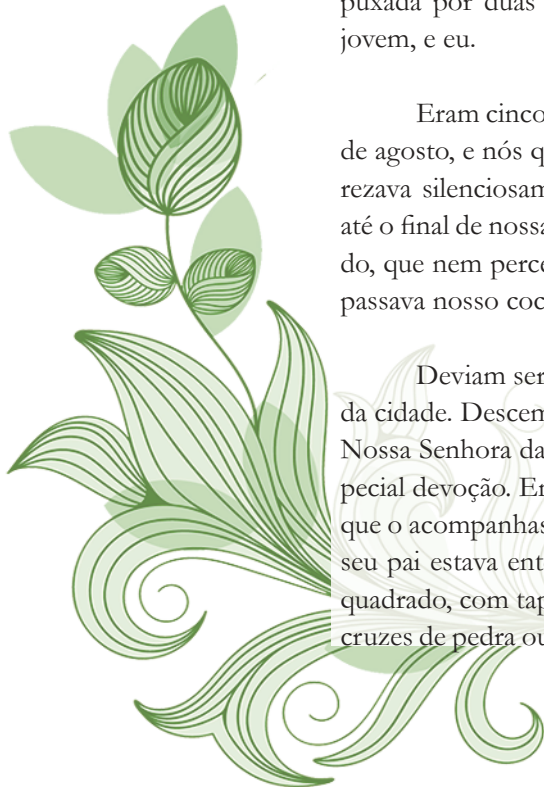 puxada por duas
jovem, e eu.
Eram cinco
de agosto, e nós q
rezava silenciosam
até o final de nossa
do, que nem perce
passava nosso coc
Deviam ser
da cidade. Descem
Nossa Senhora da
pecial devoção. En
que o acompanhas
seu pai estava ent
quadrado, com tap
cruzes de pedra ou